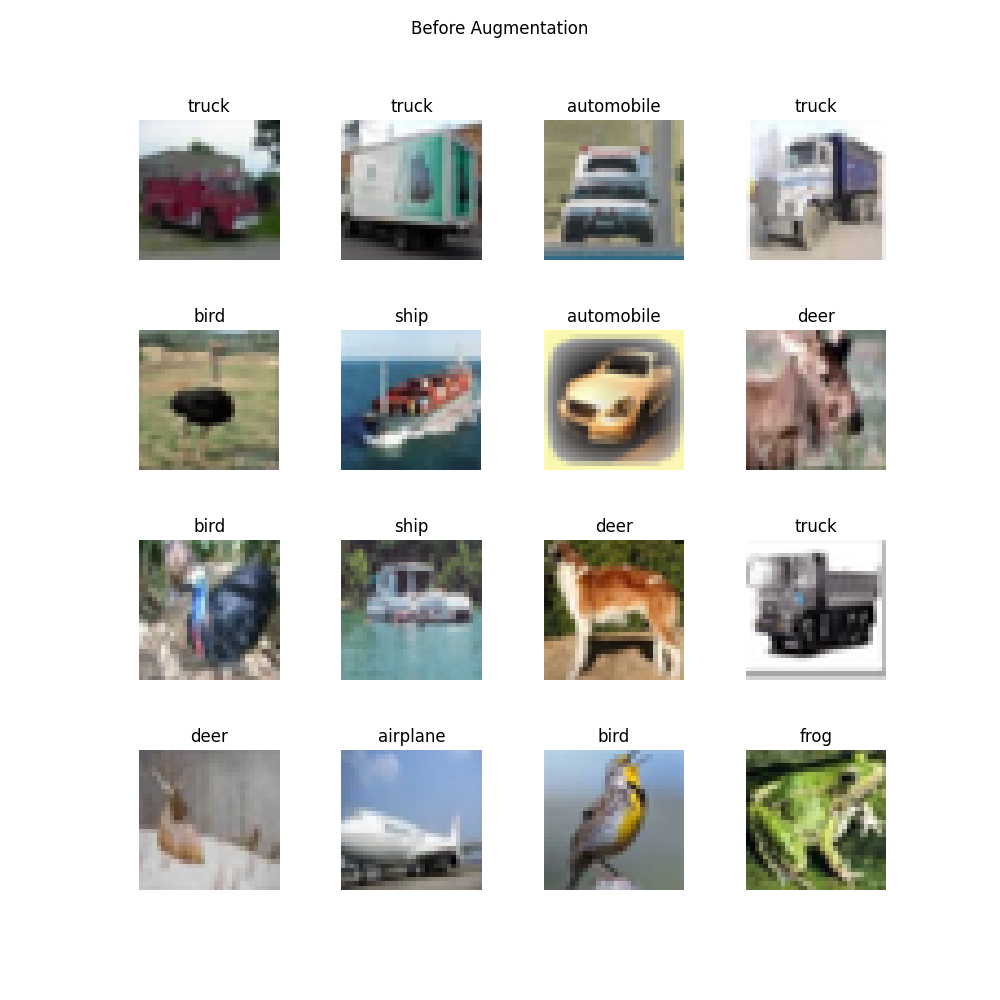 Before Augmentation
truck truck automobile truck
bird ship automobile deer
bird ship deer truck
deer airplane bird frog